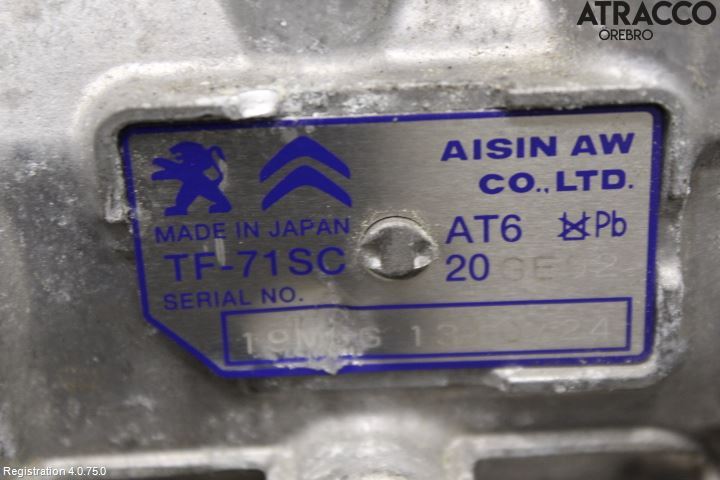 ATRACCO
ÖREBRO
AISIN AW
CO.,LTD.
MADE IN JAPAN
AT6 Pb
TF-71SC
20
SERIAL NO.
Registration 4.0.75.0